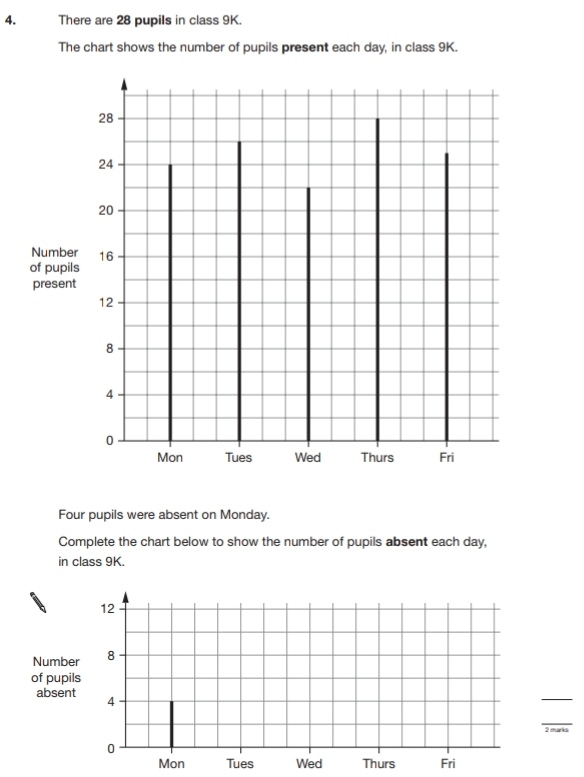 4. There are 28 pupils in class 9K.
The chart shows the number of pupils present each day, in class 9K.
28
24
20
Number
of pupils
present
16
12
8
4
0
Mon Tues Wed Thurs Fri
Four pupils were absent on Monday.
Complete the chart below to show the number of pupils absent each day,
in class 9K.
12
8
Number
of pupils
absent
4
0
2 marks
Mon Tues Wed Thurs Fri